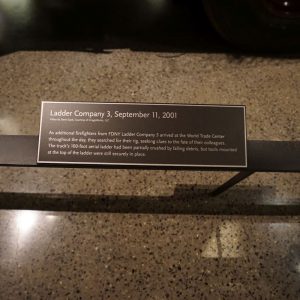 Ladder Company 3, September 11, 2001
An additional firefighters from FDNY Ladder Company 3 arrived at the World Trade Center
throughout the day, they searched for their rig, seeking clues to the fate of their colleagues.
The truck's 100-foot aerial ladder had been partially crushed by falling debris, but tools mounted
at the top of the ladder were still securely in place.